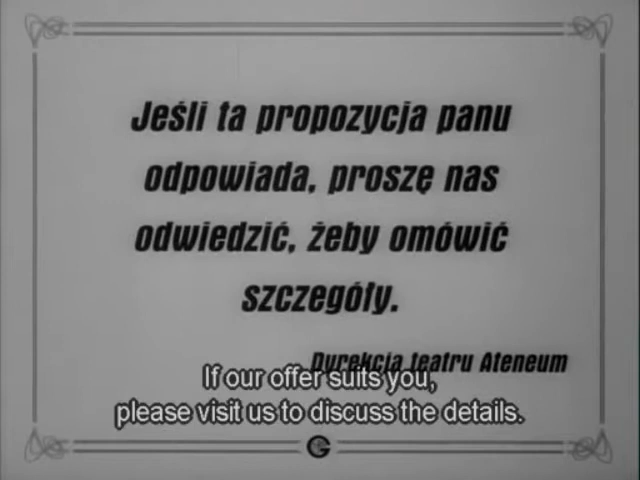 Jeśli ta propozycja panu
odpowiada, proszę nas
odwiedzić, żeby omówić
szczegóły.
Dyrekcja teatru Ateneum
If our offer suits you,
please visit us to discuss the details.
G